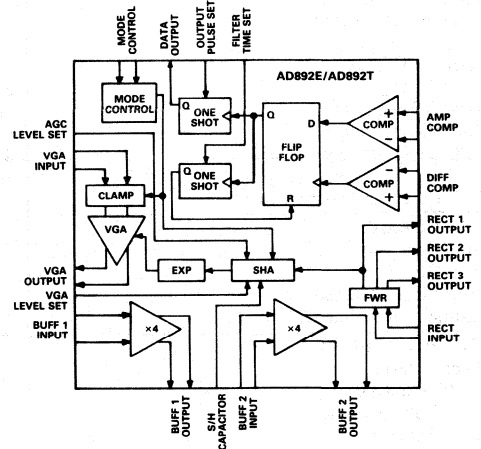 MODE
CONTROL
DATA
OUTPUT
OUTPUT
PULSE SET
FILTER
TIME SET
AD892E/AD892T
MODE
CONTROL
Q
ONE
SHOT
Q
ONE
SHOT
Q
D
FLIP
FLOP
R
+
COMP
−
−
COMP
+
AMP
COMP
DIFF
COMP
AGC
LEVEL SET
VGA
INPUT
CLAMP
VGA
EXP
SHA
FWR
RECT 1
OUTPUT
RECT 2
OUTPUT
RECT 3
OUTPUT
RECT
INPUT
VGA
OUTPUT
VGA
LEVEL SET
BUFF 1
INPUT
×4
×4
BUFF 1
OUTPUT
S/H
CAPACITOR
BUFF 2
INPUT
BUFF 2
OUTPUT